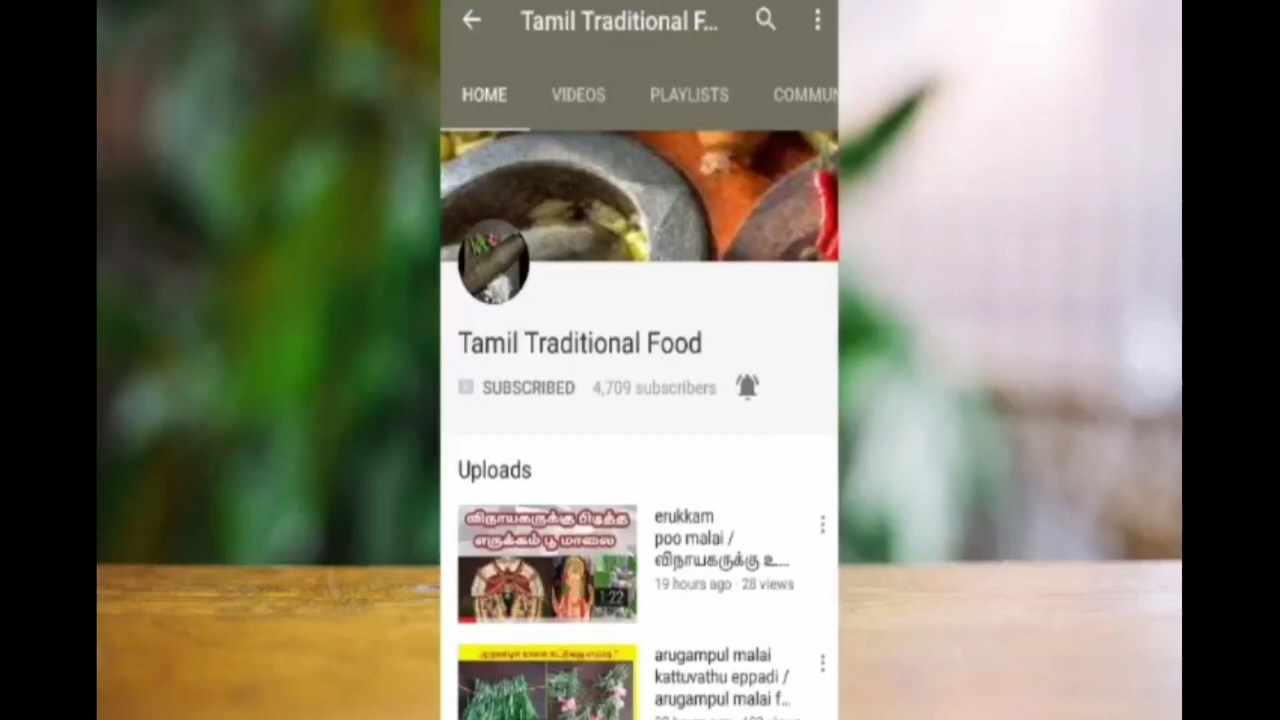 Tamil Traditional F...
HOME VIDEOS PLAYLISTS COMMUN
Tamil Traditional Food
SUBSCRIBED 4,709 subscribers
Uploads
விநாயகருக்கு பிடித்த
எருக்கம் பூ மாலை
1:22
erukkam
poo malai /
விநாயகருக்கு உ...
19 hours ago · 28 views
arugampul malai
kattuvathu eppadi /
arugampul malai f...